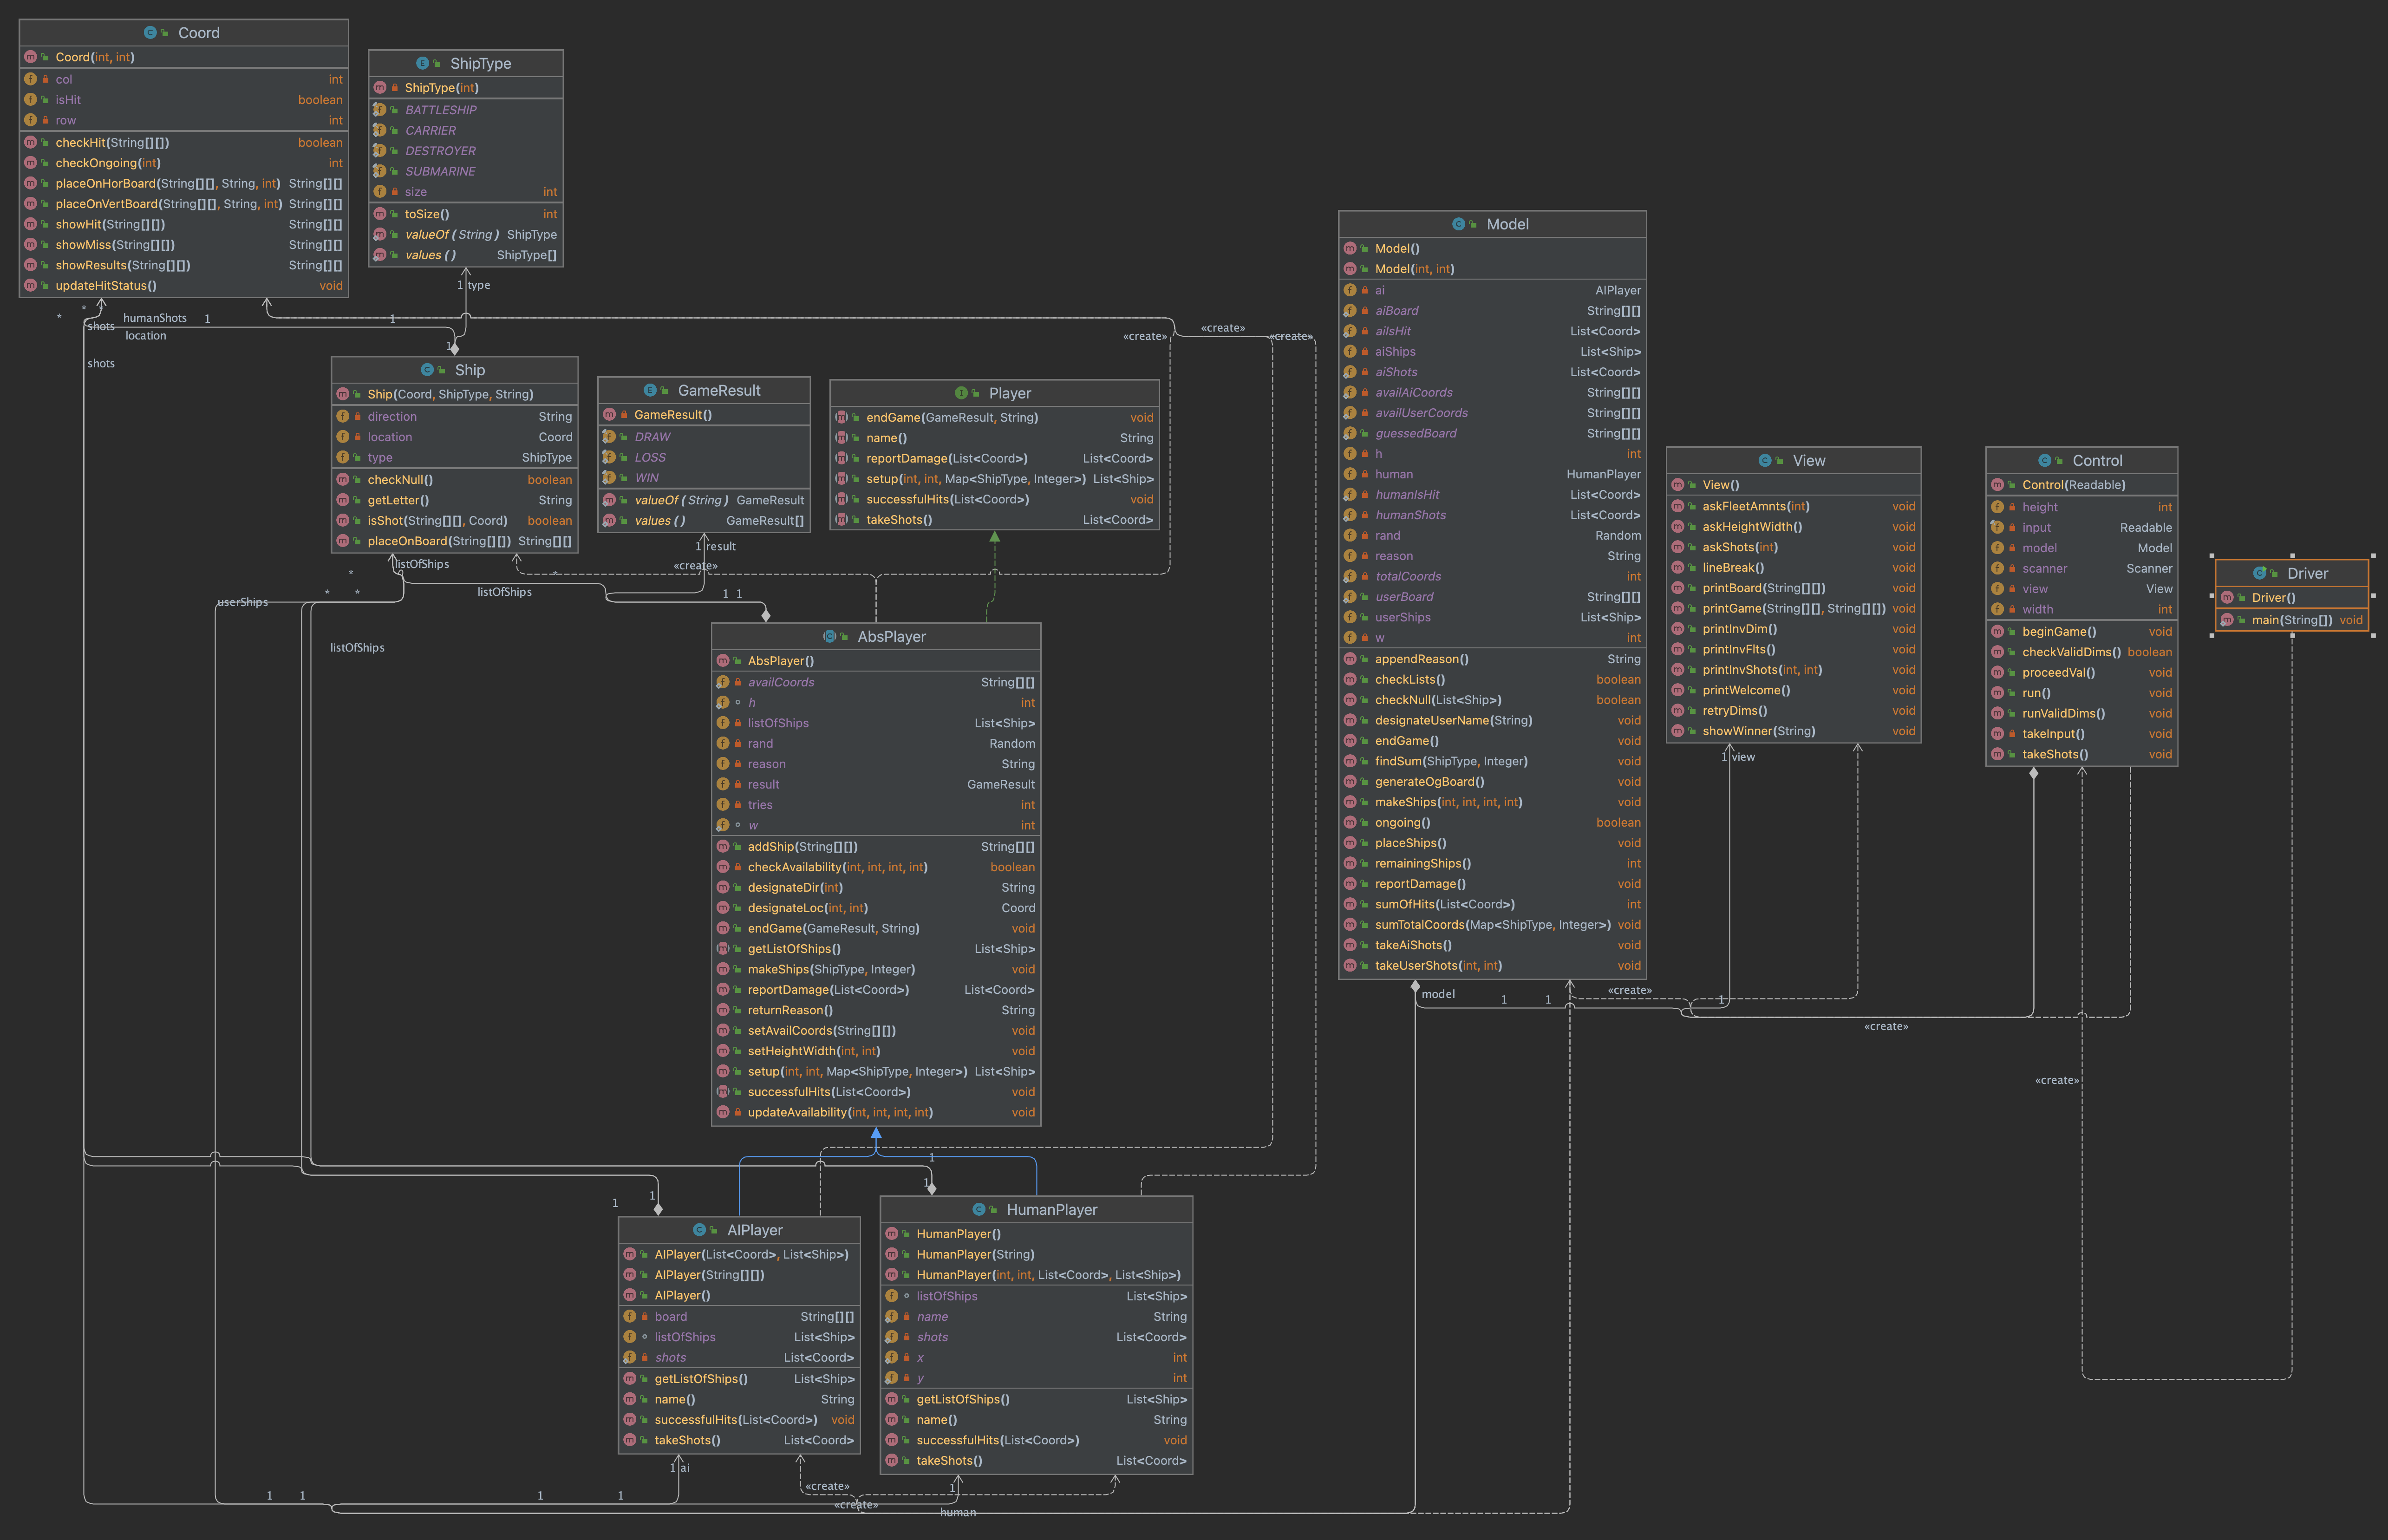 Coord
Coord(int, int)
col int
isHit boolean
row int
checkHit(String[][]) boolean
checkOngoing(int) int
placeOnHorBoard(String[][], String, int) String[][]
placeOnVertBoard(String[][], String, int) String[][]
showHit(String[][]) String[][]
showMiss(String[][]) String[][]
showResults(String[][]) String[][]
updateHitStatus() void
ShipType
ShipType(int)
BATTLESHIP
CARRIER
DESTROYER
SUBMARINE
size int
toSize() int
valueOf(String) ShipType
values() ShipType[]
1 type
* *
humanShots 1 1
shots
location
shots
1
«create» «create» «create»
Ship
Ship(Coord, ShipType, String)
direction String
location Coord
type ShipType
checkNull() boolean
getLetter() String
isShot(String[][], Coord) boolean
placeOnBoard(String[][]) String[][]
GameResult
GameResult()
DRAW
LOSS
WIN
valueOf(String) GameResult
values() GameResult[]
Player
endGame(GameResult, String) void
name() String
reportDamage(List<Coord>) List<Coord>
setup(int, int, Map<ShipType, Integer>) List<Ship>
successfulHits(List<Coord>) void
takeShots() List<Coord>
1 result
«create»
listOfShips
* *
* *
listOfShips
1 1
userShips
listOfShips
AbsPlayer
AbsPlayer()
availCoords String[][]
h int
listOfShips List<Ship>
rand Random
reason String
result GameResult
tries int
w int
addShip(String[][]) String[][]
checkAvailability(int, int, int, int) boolean
designateDir(int) String
designateLoc(int, int) Coord
endGame(GameResult, String) void
getListOfShips() List<Ship>
makeShips(ShipType, Integer) void
reportDamage(List<Coord>) List<Coord>
returnReason() String
setAvailCoords(String[][]) void
setHeightWidth(int, int) void
setup(int, int, Map<ShipType, Integer>) List<Ship>
successfulHits(List<Coord>) void
updateAvailability(int, int, int, int) void
Model
Model()
Model(int, int)
ai AIPlayer
aiBoard String[][]
aiIsHit List<Coord>
aiShips List<Ship>
aiShots List<Coord>
availAiCoords String[][]
availUserCoords String[][]
guessedBoard String[][]
h int
human HumanPlayer
humanIsHit List<Coord>
humanShots List<Coord>
rand Random
reason String
totalCoords int
userBoard String[][]
userShips List<Ship>
w int
appendReason() String
checkLists() boolean
checkNull(List<Ship>) boolean
designateUserName(String) void
endGame() void
findSum(ShipType, Integer) void
generateOgBoard() void
makeShips(int, int, int, int) void
ongoing() boolean
placeShips() void
remainingShips() int
reportDamage() void
sumOfHits(List<Coord>) int
sumTotalCoords(Map<ShipType, Integer>) void
takeAiShots() void
takeUserShots(int, int) void
View
View()
askFleetAmnts(int) void
askHeightWidth() void
askShots(int) void
lineBreak() void
printBoard(String[][]) void
printGame(String[][], String[][]) void
printInvDim() void
printInvFlts() void
printInvShots(int, int) void
printWelcome() void
retryDims() void
showWinner(String) void
1 view
Control
Control(Readable)
height int
input Readable
model Model
scanner Scanner
view View
width int
beginGame() void
checkValidDims() boolean
proceedVal() void
run() void
runValidDims() void
takeInput() void
takeShots() void
Driver
Driver()
main(String[]) void
model 1 1 «create» 1
«create»
«create»
1
1 1 1
AIPlayer
AIPlayer(List<Coord>, List<Ship>)
AIPlayer(String[][])
AIPlayer()
board String[][]
listOfShips List<Ship>
shots List<Coord>
getListOfShips() List<Ship>
name() String
successfulHits(List<Coord>) void
takeShots() List<Coord>
HumanPlayer
HumanPlayer()
HumanPlayer(String)
HumanPlayer(int, int, List<Coord>, List<Ship>)
listOfShips List<Ship>
name String
shots List<Coord>
x int
y int
getListOfShips() List<Ship>
name() String
successfulHits(List<Coord>) void
takeShots() List<Coord>
1 ai
«create» 1
1 1 1 1
«create»
human